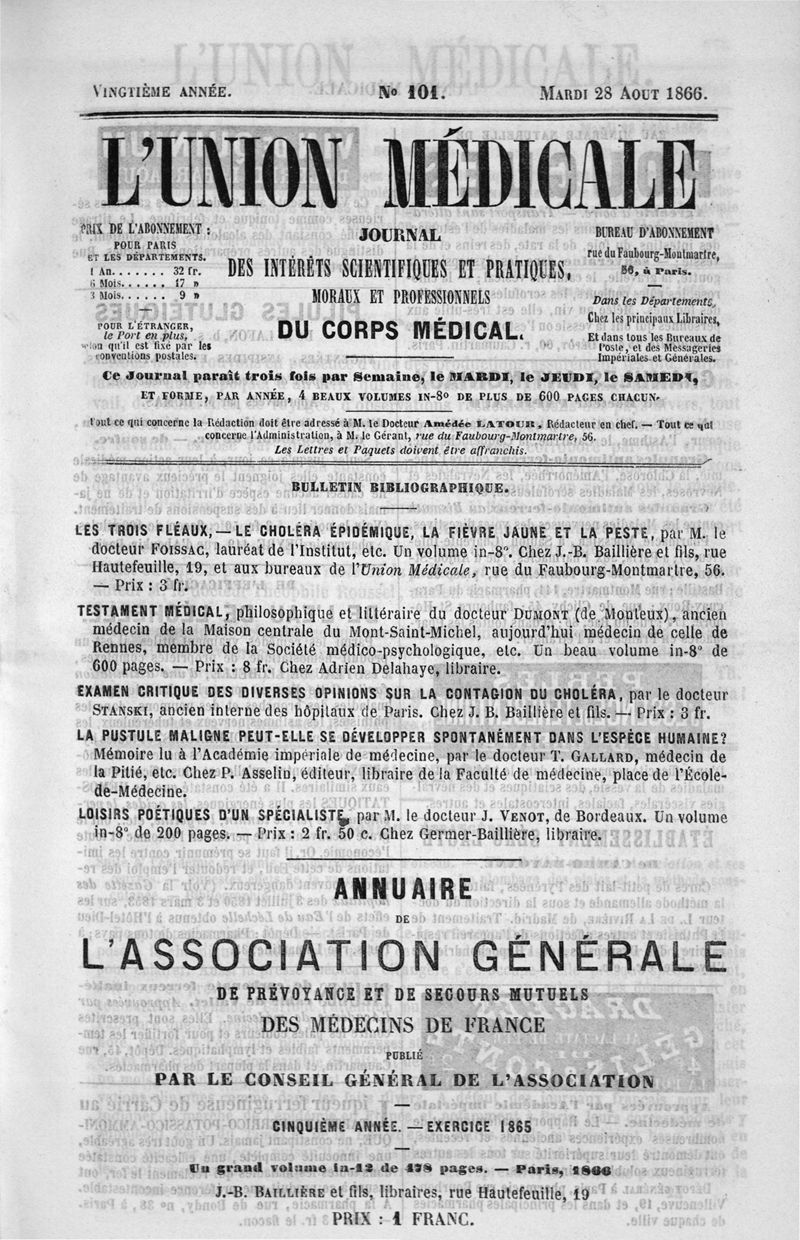 VINGTIÈME ANNÉE. No 101. MARDI 28 AOUT 1866.
L'UNION MÉDICALE
PRIX DE L'ABONNEMENT :
POUR PARIS
ET LES DÉPARTEMENTS.
1 An....... 32 fr.
6 Mois...... 17 »
3 Mois...... 9 »
POUR L'ÉTRANGER,
le Port en plus,
selon qu'il est fixé par les
conventions postales.
JOURNAL
DES INTÉRÊTS SCIENTIFIQUES ET PRATIQUES,
MORAUX ET PROFESSIONNELS
DU CORPS MÉDICAL.
BUREAU D'ABONNEMENT
rue du Faubourg-Montmartre,
56, à Paris.
Dans les Départements,
Chez les principaux Libraires,
Et dans tous les Bureaux de
Poste, et des Messageries
Impériales et Générales.
Ce Journal paraît trois fois par Semaine, le MARDI, le JEUDI, le SAMEDI,
ET FORME, PAR ANNÉE, 4 BEAUX VOLUMES IN-8o DE PLUS DE 600 PAGES CHACUN.
Tout ce qui concerne la Rédaction doit être adressé à M. le Docteur Amédée LATOUR, Rédacteur en chef. — Tout ce qui
concerne l'Administration, à M. le Gérant, rue du Faubourg-Montmartre, 56.
Les Lettres et Paquets doivent être affranchis.
BULLETIN BIBLIOGRAPHIQUE.
LES TROIS FLÉAUX, — LE CHOLÉRA ÉPIDÉMIQUE, LA FIÈVRE JAUNE ET LA PESTE, par M. le
docteur FOISSAC, lauréat de l'Institut, etc. Un volume in-8°. Chez J.-B. Baillière et fils, rue
Hautefeuille, 19, et aux bureaux de l'Union Médicale, rue du Faubourg-Montmartre, 56.
— Prix : 3 fr.
TESTAMENT MÉDICAL, philosophique et littéraire du docteur DUMONT (de Monteux), ancien
médecin de la Maison centrale du Mont-Saint-Michel, aujourd'hui médecin de celle de
Rennes, membre de la Société médico-psychologique, etc. Un beau volume in-8° de
600 pages. — Prix : 8 fr. Chez Adrien Delahaye, libraire.
EXAMEN CRITIQUE DES DIVERSES OPINIONS SUR LA CONTAGION DU CHOLÉRA, par le docteur
STANSKI, ancien interne des hôpitaux de Paris. Chez J. B. Baillière et fils. — Prix : 3 fr.
LA PUSTULE MALIGNE PEUT-ELLE SE DÉVELOPPER SPONTANÉMENT DANS L'ESPÈCE HUMAINE?
Mémoire lu à l'Académie impériale de médecine, par le docteur T. GALLARD, médecin de
la Pitié, etc. Chez P. Asselin, éditeur, libraire de la Faculté de médecine, place de l'École-
de-Médecine.
LOISIRS POÉTIQUES D'UN SPÉCIALISTE, par M. le docteur J. VENOT, de Bordeaux. Un volume
in-8° de 200 pages. — Prix : 2 fr. 50 c. Chez Germer-Baillière, libraire.
ANNUAIRE
DE
L'ASSOCIATION GÉNÉRALE
DE PRÉVOYANCE ET DE SECOURS MUTUELS
DES MÉDECINS DE FRANCE
PUBLIÉ
PAR LE CONSEIL GÉNÉRAL DE L'ASSOCIATION
CINQUIÈME ANNÉE. — EXERCICE 1865
Un grand volume in-12 de 478 pages. — Paris, 1866
J.-B. BAILLIÈRE et fils, libraires, rue Hautefeuille, 19
PRIX : 1 FRANC.